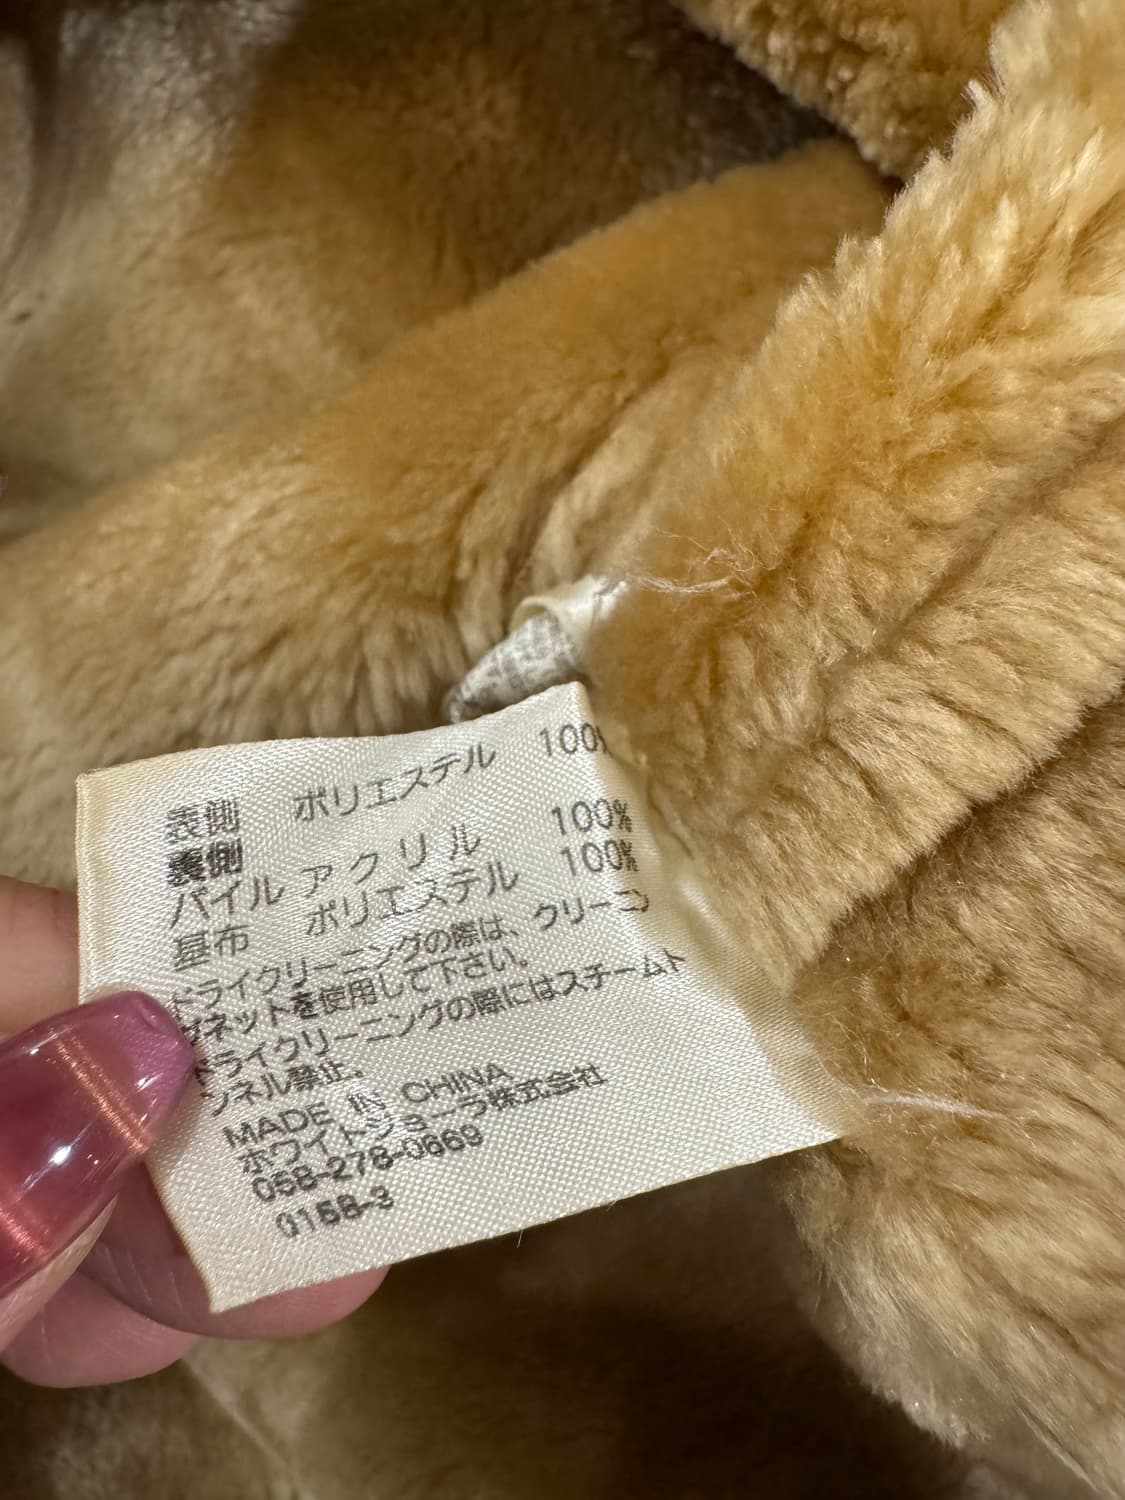 表側 ポリエステル 100%
裏側
パイル アクリル 100%
基布 ポリエステル 100%
ドライクリーニングの際は、クリーニン
グネットを使用して下さい。
ドライクリーニングの際にはスチームト
ンネル禁止。
MADE IN CHINA
ホワイトジョーラ株式会社
058-278-0669
0168-3